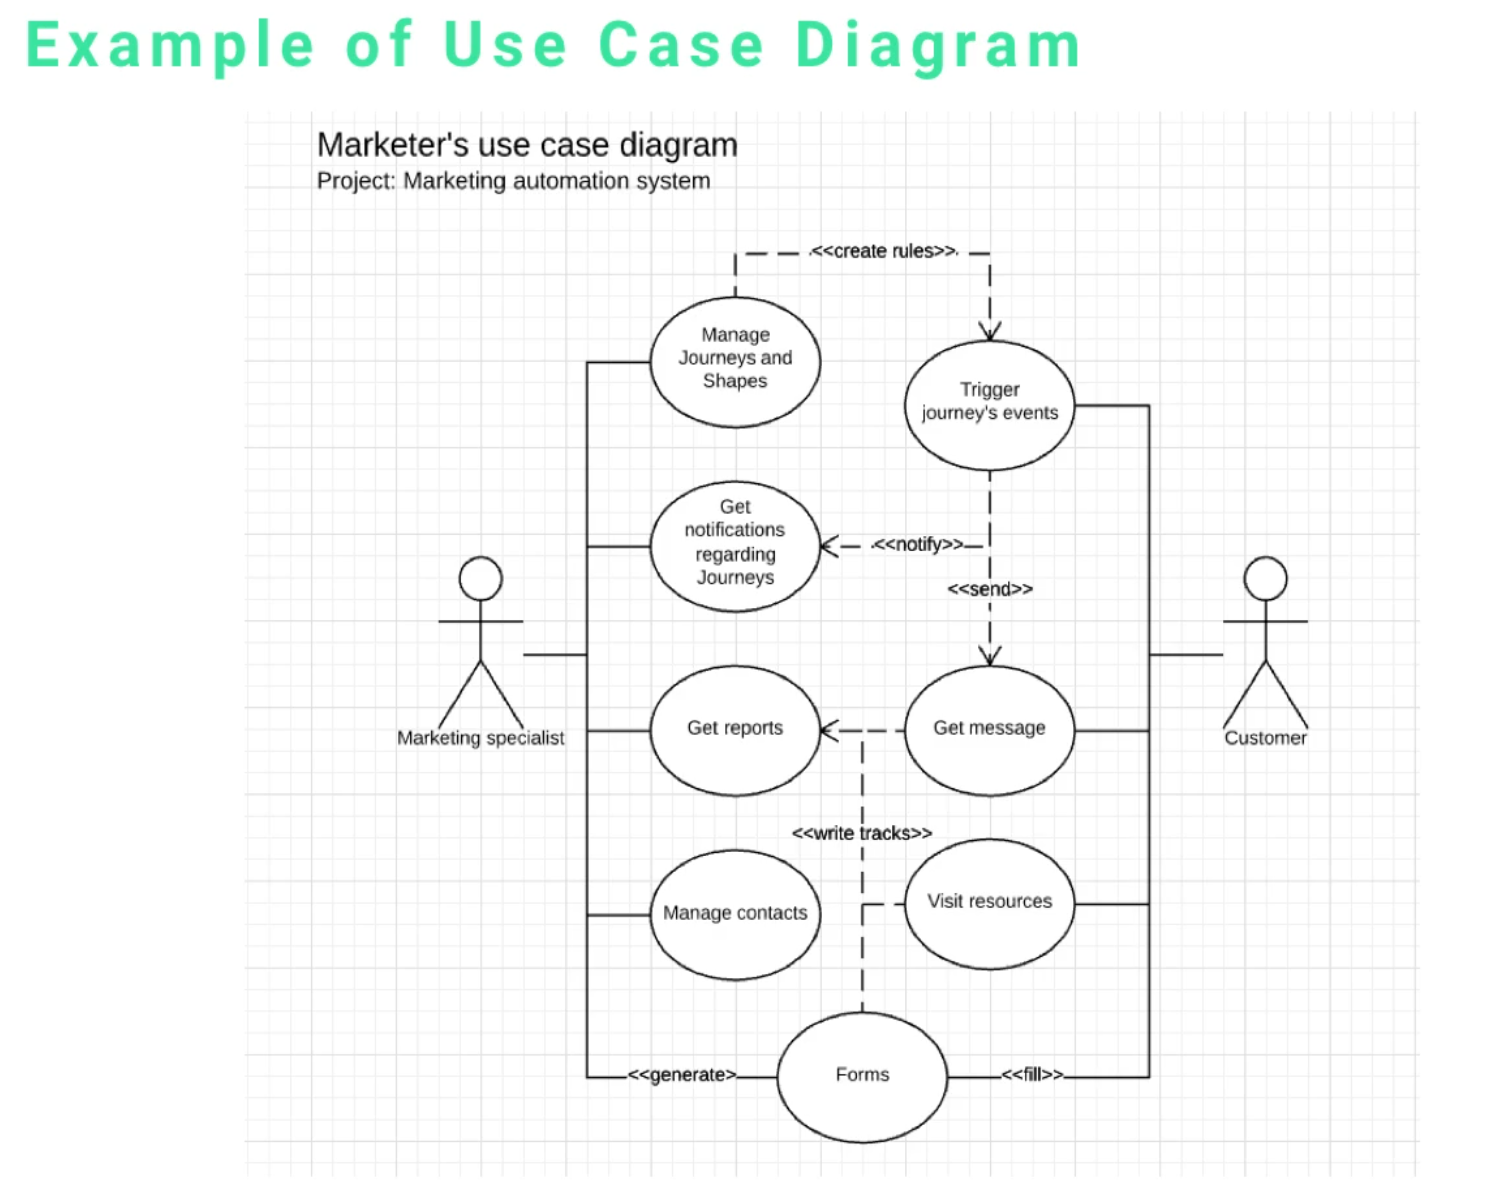 Example of Use Case Diagram
Marketer's use case diagram
Project: Marketing automation system
<<create rules>>
Manage
Journeys and
Shapes
Trigger
journey's events
Get
notifications
regarding
Journeys
<<notify>>
<<send>>
Marketing specialist
Get reports
Get message
Customer
<<write tracks>>
Manage contacts
Visit resources
<<generate>
Forms
<<fill>>